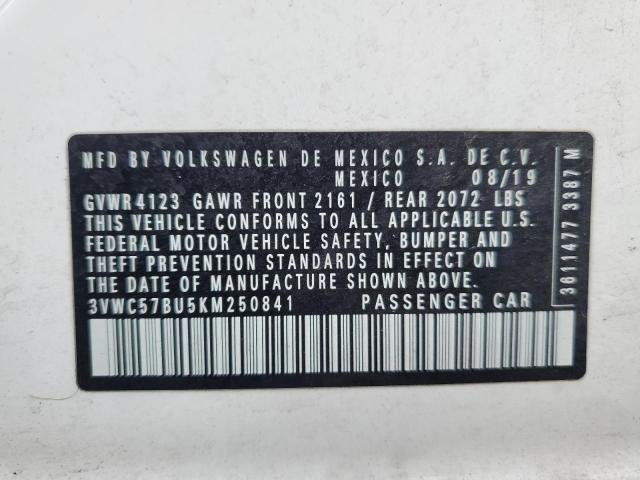 MFD BY VOLKSWAGEN DE MEXICO S.A. DE C.V.
MEXICO 08/19
GVWR 4123 GAWR FRONT 2161 / REAR 2072 LBS
THIS VEHICLE CONFORMS TO ALL APPLICABLE U.S.
FEDERAL MOTOR VEHICLE SAFETY, BUMPER AND
THEFT PREVENTION STANDARDS IN EFFECT ON
THE DATE OF MANUFACTURE SHOWN ABOVE.
3VWC57BU5KM250841 PASSENGER CAR
3611477 3387 M